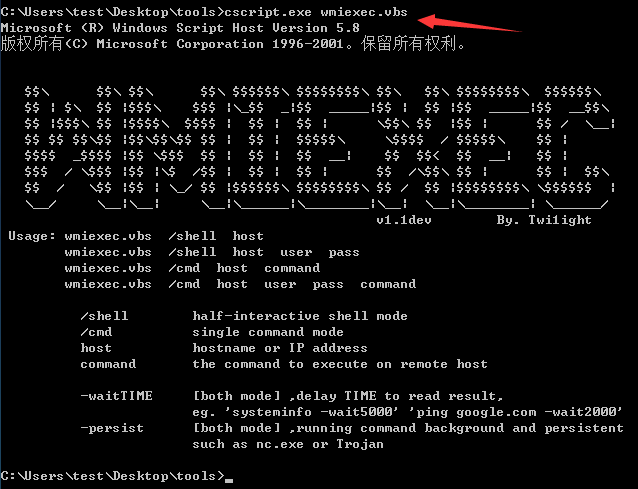 C:\Users\test\Desktop\tools>cscript.exe wmiexec.vbs
Microsoft (R) Windows Script Host Version 5.8
版权所有(C) Microsoft Corporation 1996-2001。保留所有权利。
WMIEXEC
v1.1dev By. Twi1ight
Usage: wmiexec.vbs /shell host
wmiexec.vbs /shell host user pass
wmiexec.vbs /cmd host command
wmiexec.vbs /cmd host user pass command
/shell half-interactive shell mode
/cmd single command mode
host hostname or IP address
command the command to execute on remote host
-waitTIME [both mode] ,delay TIME to read result,
eg. 'systeminfo -wait5000' 'ping google.com -wait2000'
-persist [both mode] ,running command background and persistent
such as nc.exe or Trojan
C:\Users\test\Desktop\tools>_